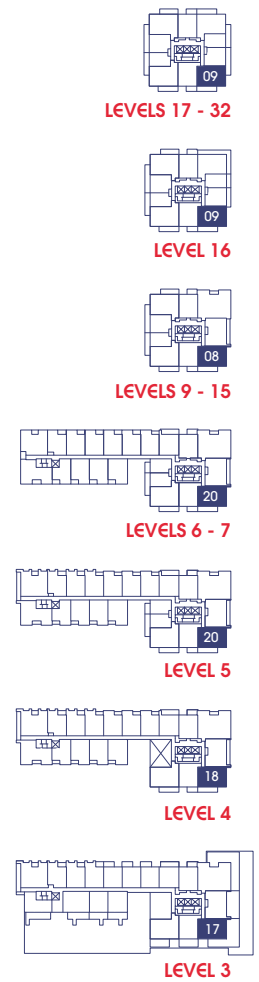 09
LEVELS 17 - 32
09
LEVEL 16
08
LEVELS 9 - 15
20
LEVELS 6 - 7
20
LEVEL 5
18
LEVEL 4
17
LEVEL 3